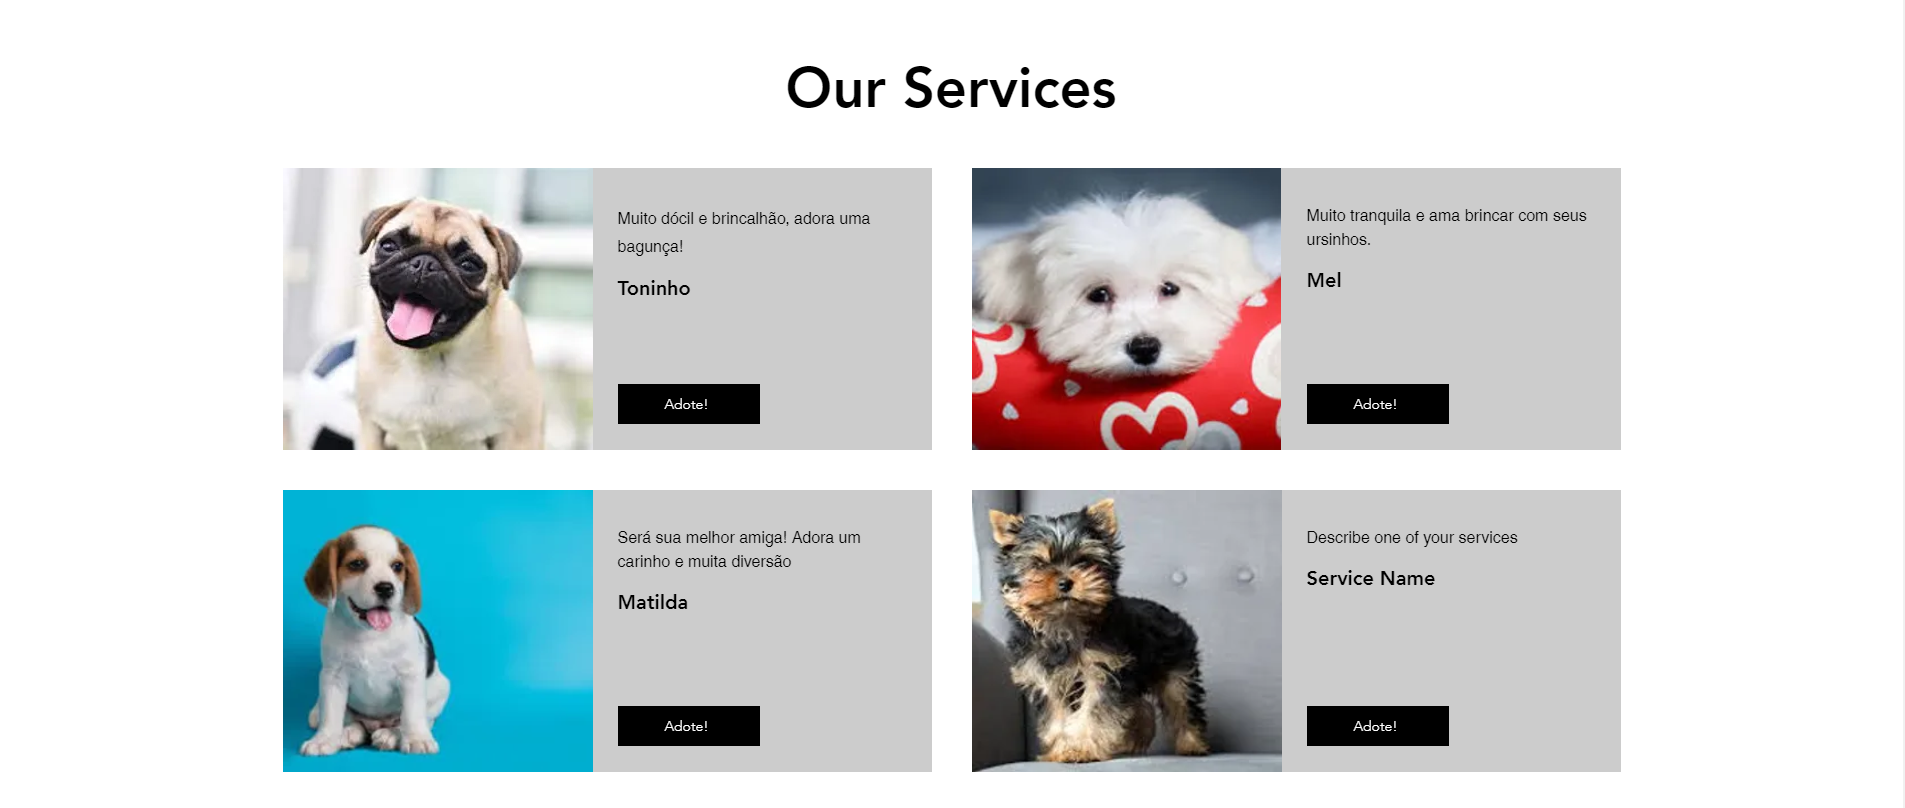 Our Services
Muito dócil e brincalhão, adora uma
bagunça!
Toninho
Adote!
Muito tranquila e ama brincar com seus
ursinhos.
Mel
Adote!
Será sua melhor amiga! Adora um
carinho e muita diversão
Matilda
Adote!
Describe one of your services
Service Name
Adote!